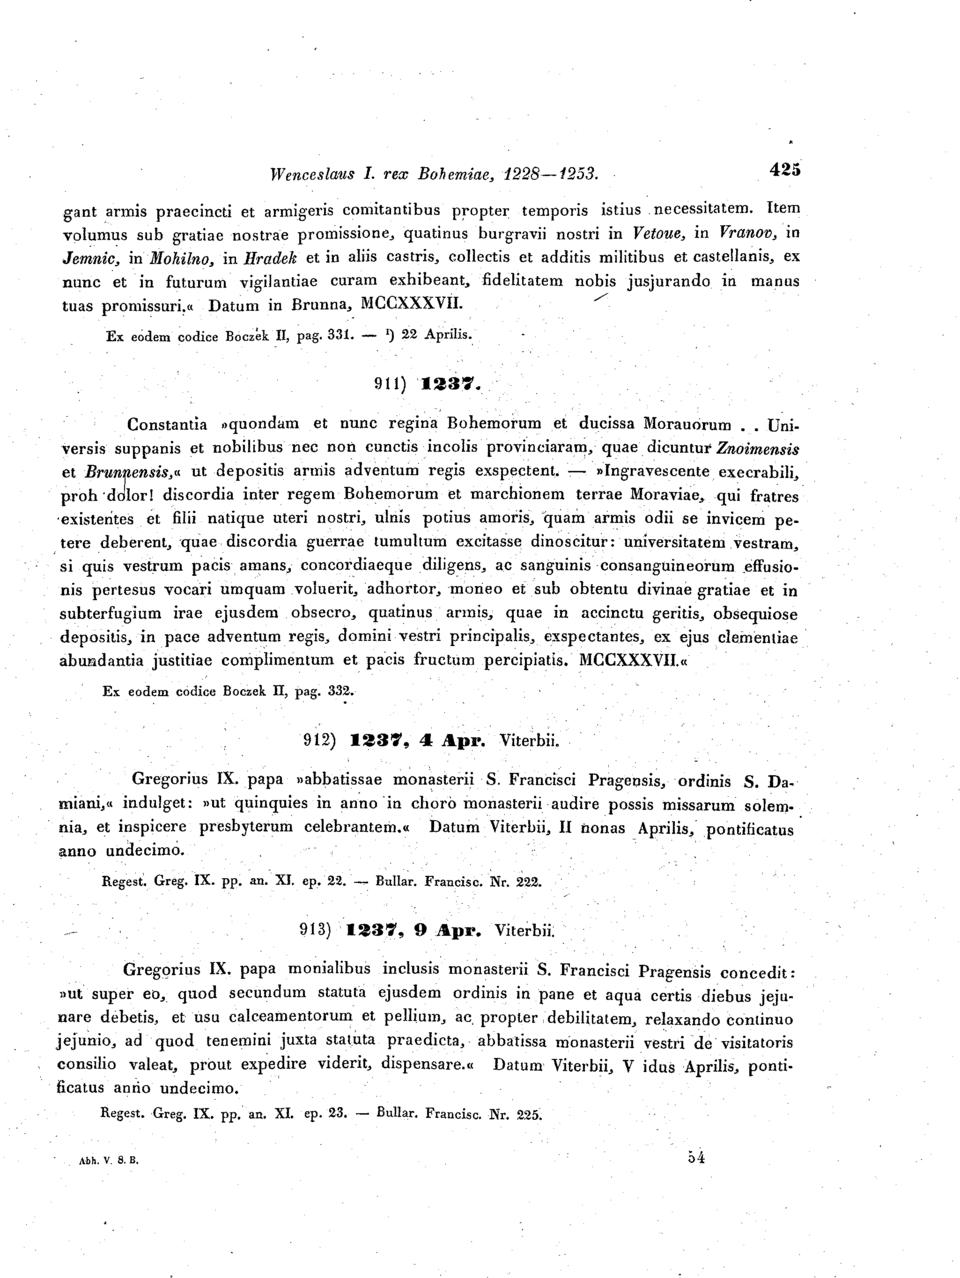 Wenceslaus I. rex Bohemiae, 1228—1253. 425
gant armis praecincti et armigeris comitantibus propter temporis istius necessitatem. Item
volumus sub gratiae nostrae promissione, quatinus burgravii nostri in Vetoue, in Vranov, in
Jemnic, in Mohilno, in Hradek et in aliis castris, collectis et additis militibus et castellanis, ex
nunc et in futurum vigilantiae curam exhibeant, fidelitatem nobis jusjurando in manus
tuas promissuri.« Datum in Brunna, MCCXXXVII.
Ex eodem codice Boczek II, pag. 331. — ¹) 22 Aprilis.
911) 1237.
Constantia »quondam et nunc regina Bohemorum et ducissa Morauorum . . Uni-
versis suppanis et nobilibus nec non cunctis incolis provinciaram, quae dicuntur Znoimensis
et Brunnensis,« ut depositis armis adventum regis exspectent. — »Ingravescente execrabili,
proh dolor! discordia inter regem Bohemorum et marchionem terrae Moraviae, qui fratres
existentes et filii natique uteri nostri, ulnis potius amoris, quam armis odii se invicem pe-
tere deberent, quae discordia guerrae tumultum excitasse dinoscitur: universitatem vestram,
si quis vestrum pacis amans, concordiaeque diligens, ac sanguinis consanguineorum effusio-
nis pertesus vocari umquam voluerit, adhortor, moneo et sub obtentu divinae gratiae et in
subterfugium irae ejusdem obsecro, quatinus armis, quae in accinctu geritis, obsequiose
depositis, in pace adventum regis, domini vestri principalis, exspectantes, ex ejus clementiae
abundantia justitiae complimentum et pacis fructum percipiatis. MCCXXXVII.«
Ex eodem codice Boczek II, pag. 332.
912) 1237, 4 Apr. Viterbii.
Gregorius IX. papa »abbatissae monasterii S. Francisci Pragensis, ordinis S. Da-
miani,« indulget: »ut quinquies in anno in choro monasterii audire possis missarum solem-
nia, et inspicere presbyterum celebrantem.« Datum Viterbii, II nonas Aprilis, pontificatus
anno undecimo.
Regest. Greg. IX. pp. an. XI. ep. 22. — Bullar. Francisc. Nr. 222.
913) 1237, 9 Apr. Viterbii.
Gregorius IX. papa monialibus inclusis monasterii S. Francisci Pragensis concedit:
»ut super eo, quod secundum statuta ejusdem ordinis in pane et aqua certis diebus jeju-
nare debetis, et usu calceamentorum et pellium, ac propter debilitatem, relaxando continuo
jejunio, ad quod tenemini juxta statuta praedicta, abbatissa monasterii vestri de visitatoris
consilio valeat, prout expedire viderit, dispensare.« Datum Viterbii, V idus Aprilis, ponti-
ficatus anno undecimo.
Regest. Greg. IX. pp. an. XI. ep. 23. — Bullar. Francisc. Nr. 225.
Abh. V. 8. B. 54